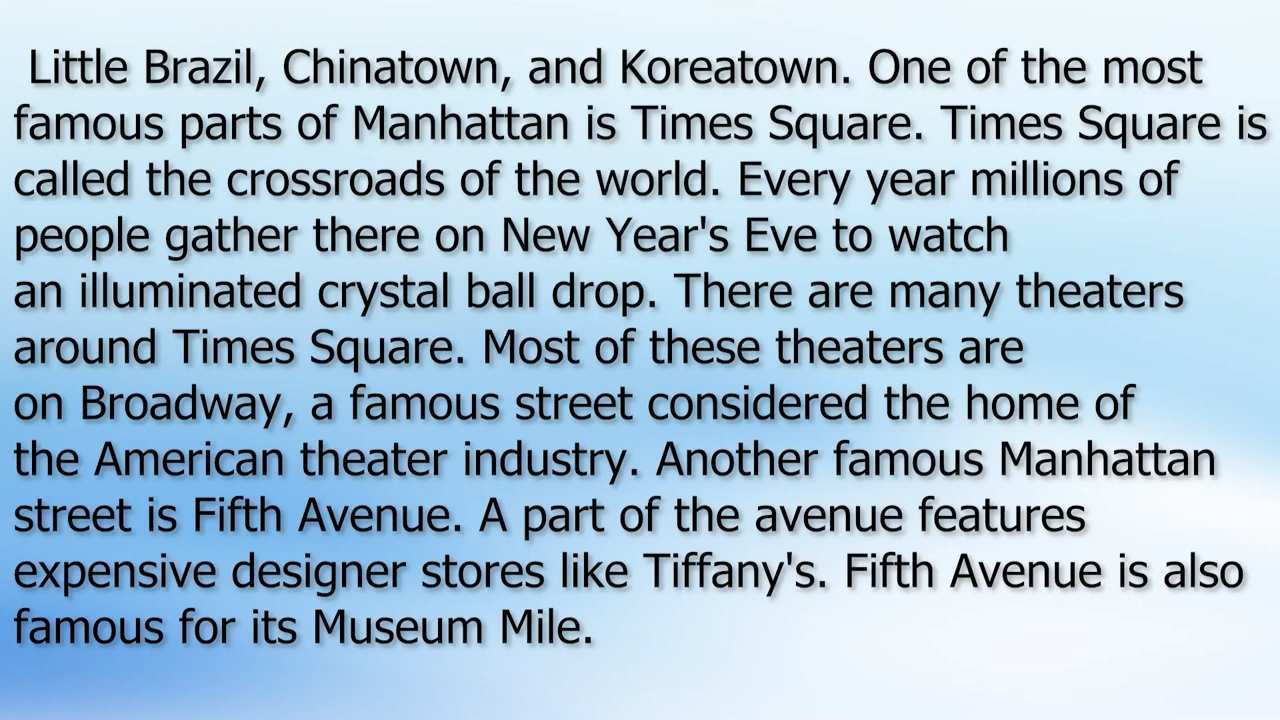 Little Brazil, Chinatown, and Koreatown. One of the most
famous parts of Manhattan is Times Square. Times Square is
called the crossroads of the world. Every year millions of
people gather there on New Year's Eve to watch
an illuminated crystal ball drop. There are many theaters
around Times Square. Most of these theaters are
on Broadway, a famous street considered the home of
the American theater industry. Another famous Manhattan
street is Fifth Avenue. A part of the avenue features
expensive designer stores like Tiffany's. Fifth Avenue is also
famous for its Museum Mile.